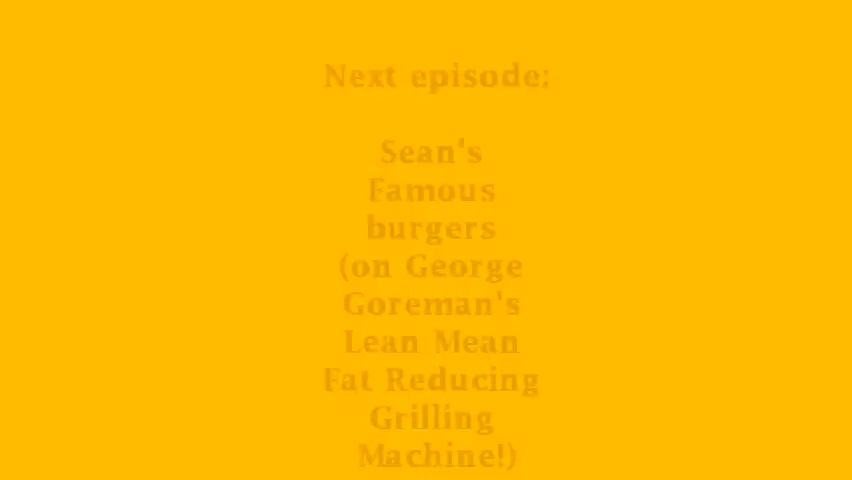 Next episode:
Sean's
Famous
burgers
(on George
Goreman's
Lean Mean
Fat Reducing
Grilling
Machine!)